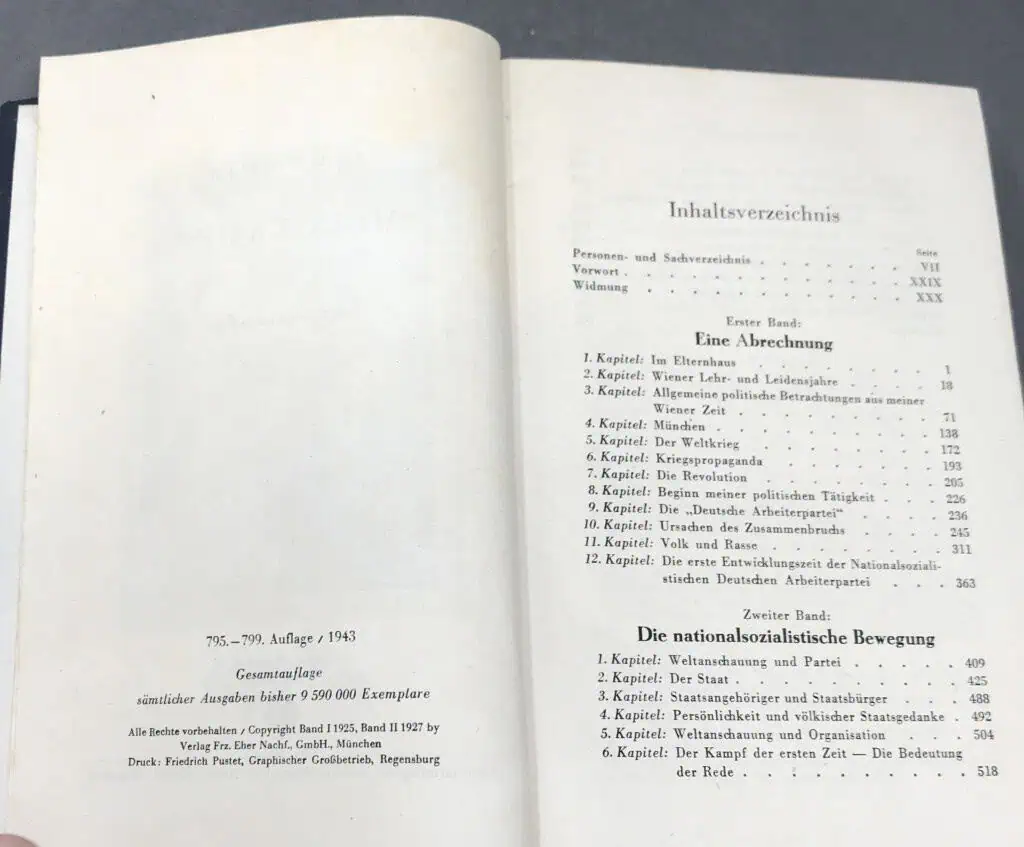 795.–799. Auflage / 1943
Gesamtauflage
sämtlicher Ausgaben bisher 9 590 000 Exemplare
Alle Rechte vorbehalten / Copyright Band I 1925, Band II 1927 by
Verlag Frz. Eher Nachf., GmbH., München
Druck: Friedrich Pustet, Graphischer Großbetrieb, Regensburg
Inhaltsverzeichnis
Seite
Personen- und Sachverzeichnis . . . . . . . VII
Vorwort . . . . . . . . . . . . XXIX
Widmung . . . . . . . . . . . . XXX
Erster Band:
Eine Abrechnung
1. Kapitel: Im Elternhaus . . . . . . . . 1
2. Kapitel: Wiener Lehr- und Leidensjahre . . . . 18
3. Kapitel: Allgemeine politische Betrachtungen aus meiner
Wiener Zeit . . . . . . . . . 71
4. Kapitel: München . . . . . . . . . . 138
5. Kapitel: Der Weltkrieg . . . . . . . . 172
6. Kapitel: Kriegspropaganda . . . . . . . 193
7. Kapitel: Die Revolution . . . . . . . . 205
8. Kapitel: Beginn meiner politischen Tätigkeit . . . 226
9. Kapitel: Die „Deutsche Arbeiterpartei“ . . . . 236
10. Kapitel: Ursachen des Zusammenbruchs . . . . 245
11. Kapitel: Volk und Rasse . . . . . . . . 311
12. Kapitel: Die erste Entwicklungszeit der Nationalsoziali-
stischen Deutschen Arbeiterpartei . . . 363
Zweiter Band:
Die nationalsozialistische Bewegung
1. Kapitel: Weltanschauung und Partei . . . . . 409
2. Kapitel: Der Staat . . . . . . . . . . 425
3. Kapitel: Staatsangehöriger und Staatsbürger . . . 488
4. Kapitel: Persönlichkeit und völkischer Staatsgedanke . 492
5. Kapitel: Weltanschauung und Organisation . . . 504
6. Kapitel: Der Kampf der ersten Zeit — Die Bedeutung
der Rede . . . . . . . . . . 518